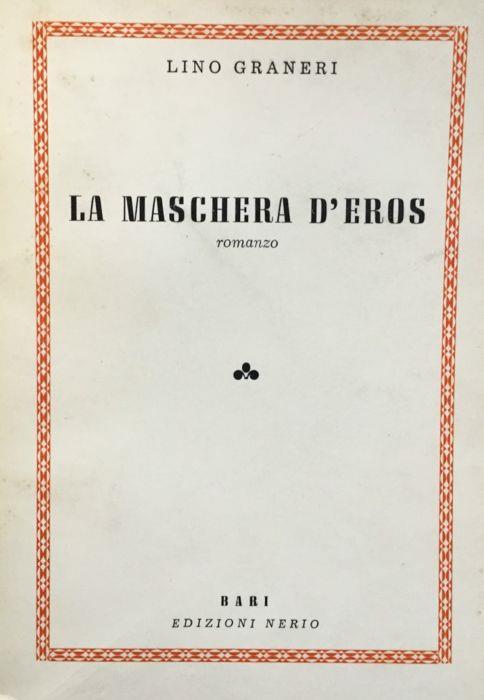 LINO GRANERI
LA MASCHERA D'EROS
romanzo
BARI
EDIZIONI NERIO